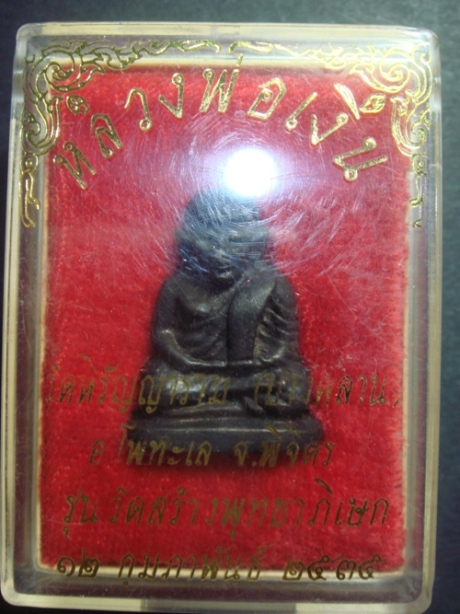 หลวงพ่อเงิน
วัดหิรัญญาราม (บางคลาน)
อ.โพทะเล จ.พิจิตร
รุ่นวัดสร้างพุทธาภิเษก
๑๒ กุมภาพันธ์ ๒๕๓๕